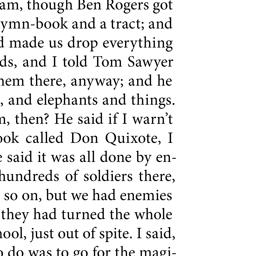 am, though Ben Rogers got
ymn-book and a tract; and
d made us drop everything
ds, and I told Tom Sawyer
hem there, anyway; and he
, and elephants and things.
n, then? He said if I warn't
ook called Don Quixote, I
e said it was all done by en-
hundreds of soldiers there,
so on, but we had enemies
they had turned the whole
ool, just out of spite. I said,
o do was to go for the magi-